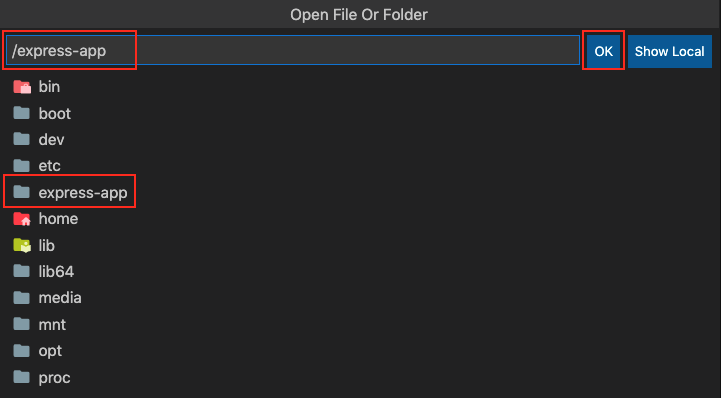 Open File Or Folder
/express-app OK Show Local
bin
boot
dev
etc
express-app
home
lib
lib64
media
mnt
opt
proc